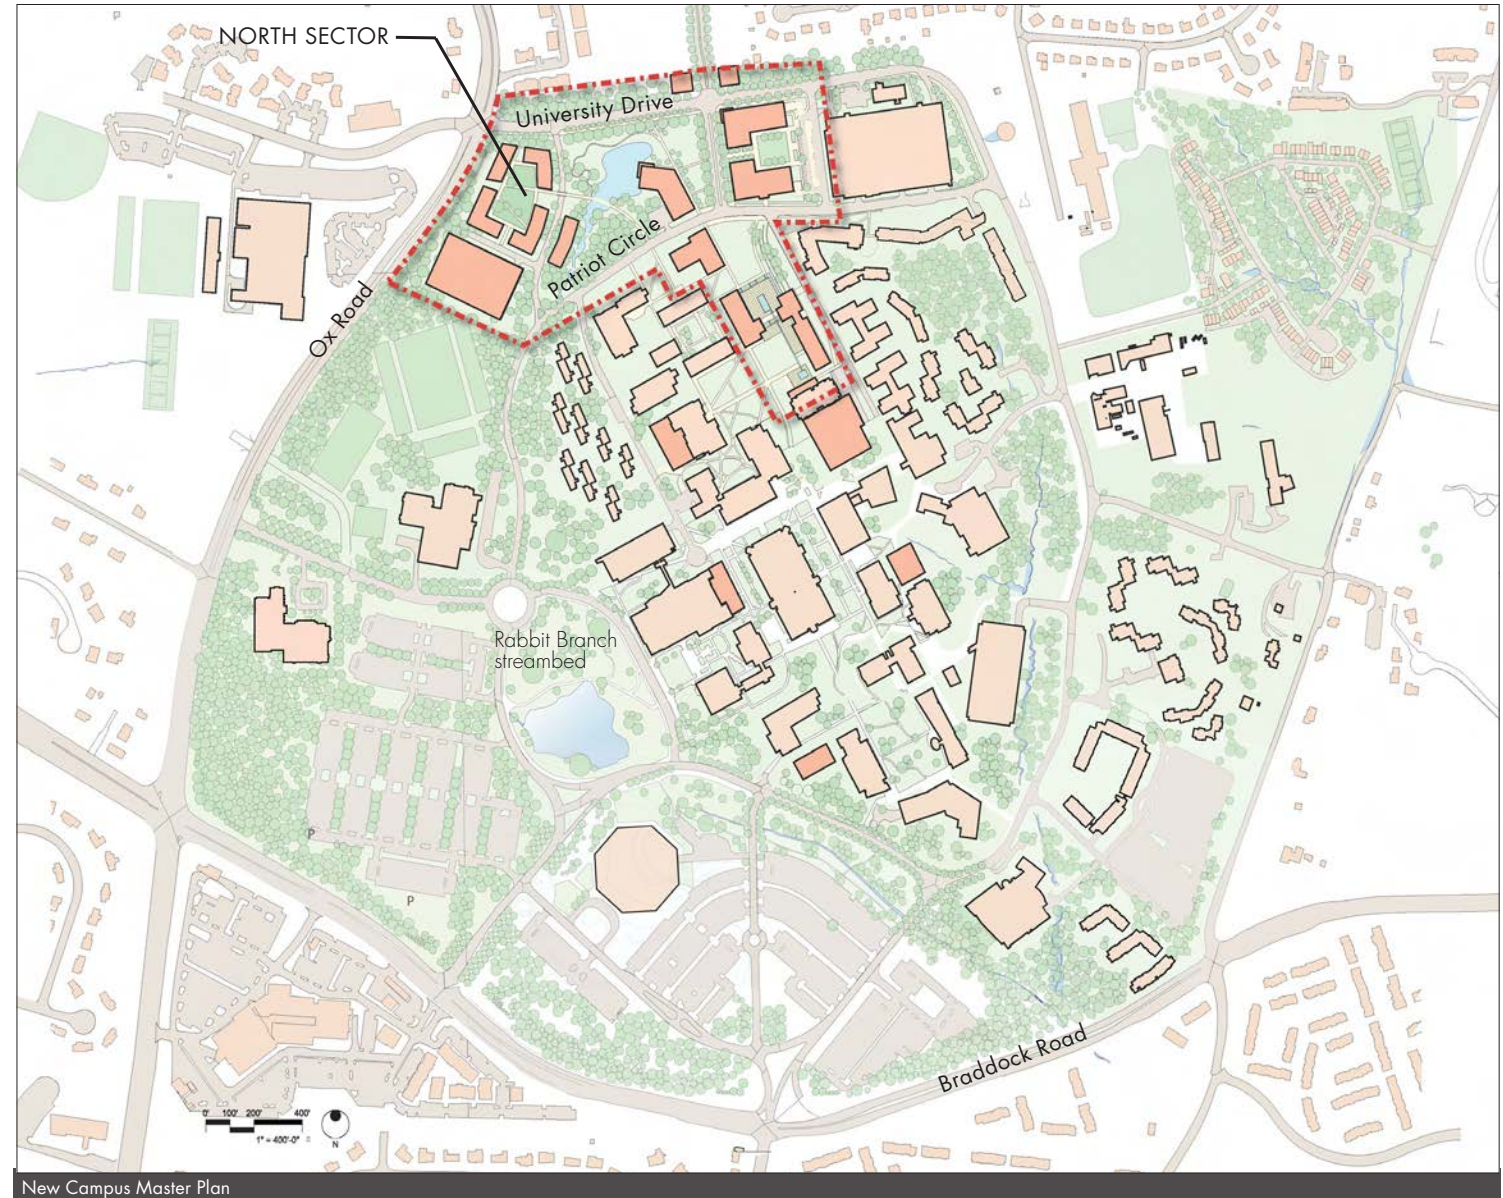 NORTH SECTOR
University Drive
Patriot Circle
Ox Road
Rabbit Branch
streambed
P
P
Braddock Road
0' 100' 200' 400'
1" = 400'-0"
N
New Campus Master Plan